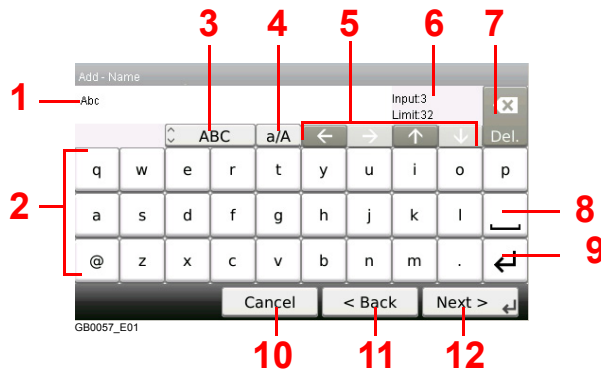 3 4 5 6 7
Add - Name
1 Abc Input:3
Limit:32
ABC a/A ← → ↑ ↓ Del.
2 q w e r t y u i o p
a s d f g h j k l 8
@ z x c v b n m . 9
Cancel < Back Next >
GB0057_E01
10 11 12